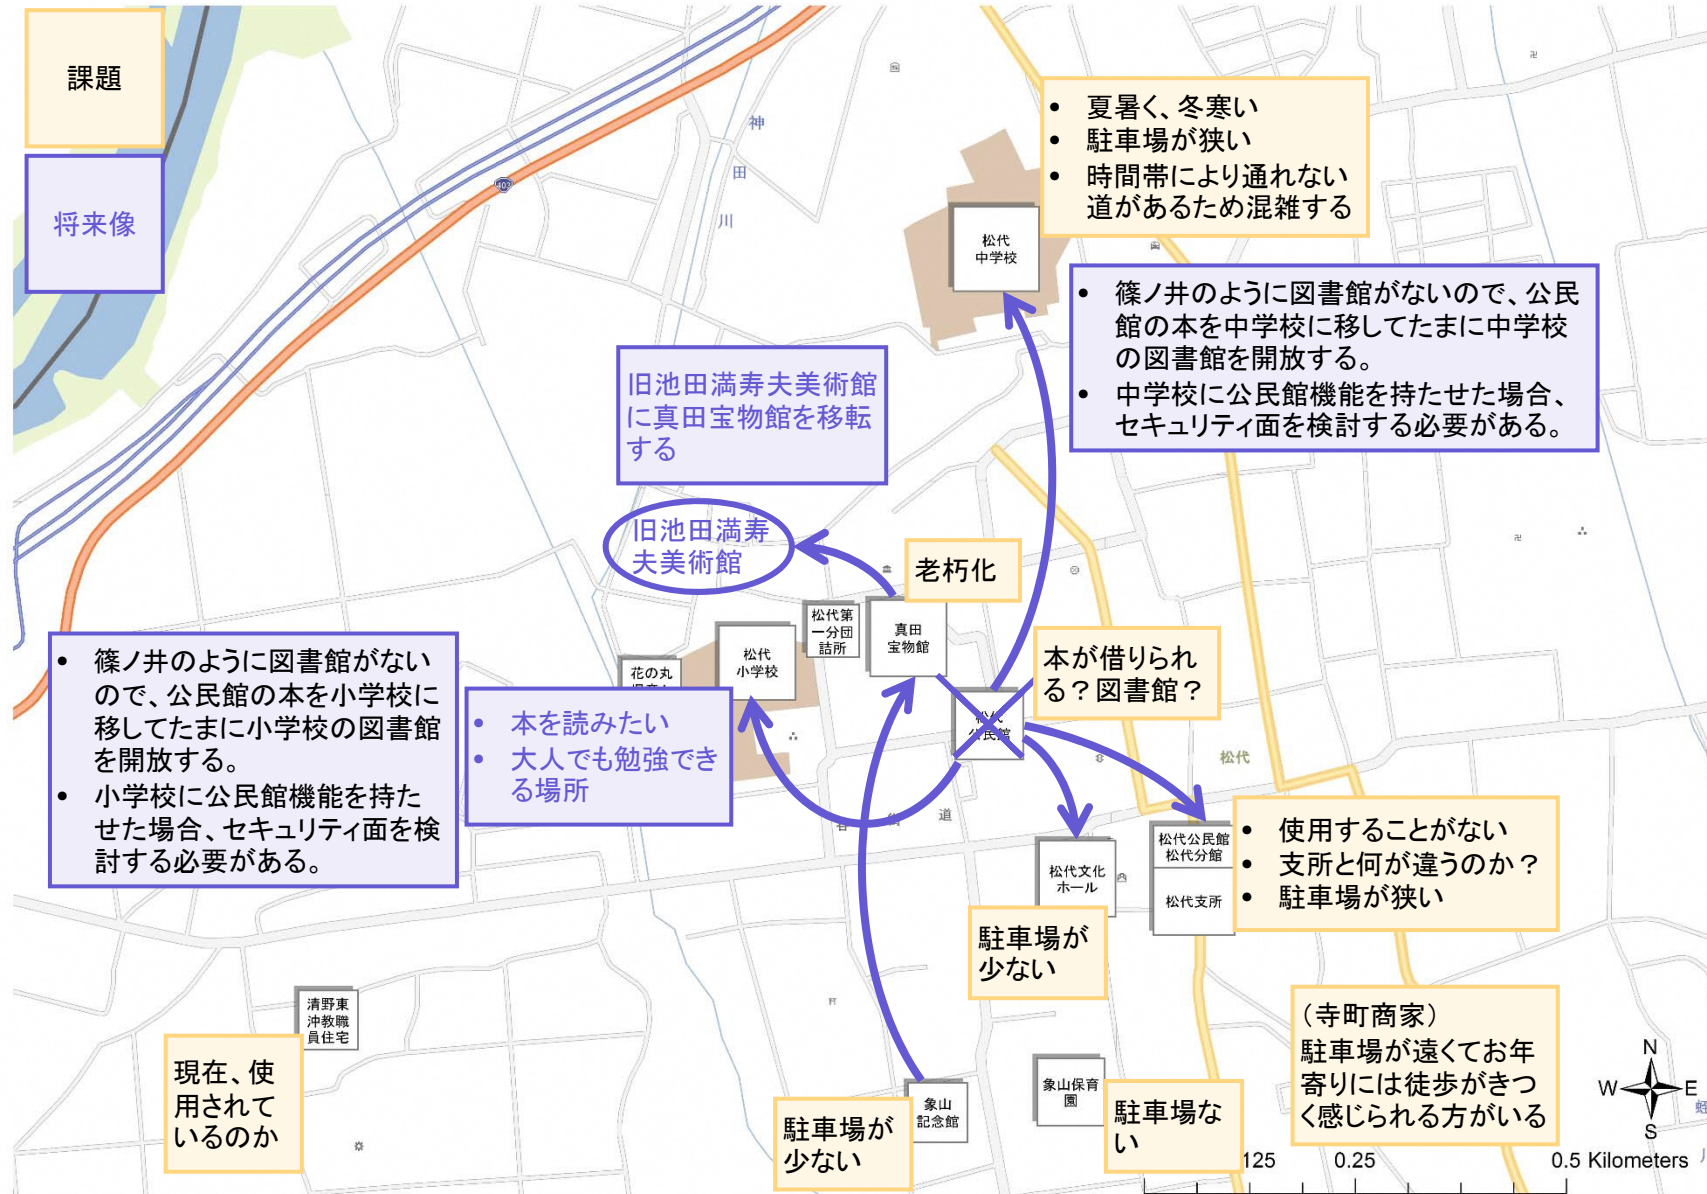 課題
将来像
403
神
田
川
• 夏暑く、冬寒い
• 駐車場が狭い
• 時間帯により通れない
道があるため混雑する
松代
中学校
• 篠ノ井のように図書館がないので、公民
館の本を中学校に移してたまに中学校
の図書館を開放する。
• 中学校に公民館機能を持たせた場合、
セキュリティ面を検討する必要がある。
旧池田満寿夫美術館
に真田宝物館を移転
する
旧池田満寿
夫美術館
老朽化
松代第
一分団
詰所
真田
宝物館
松代
小学校
花の丸
本が借りられ
る？図書館？
松代
公民館
• 篠ノ井のように図書館がない
ので、公民館の本を小学校に
移してたまに小学校の図書館
を開放する。
• 小学校に公民館機能を持た
せた場合、セキュリティ面を検
討する必要がある。
• 本を読みたい
• 大人でも勉強でき
る場所
松代
道
松代公民館
松代分館
松代支所
• 使用することがない
• 支所と何が違うのか？
• 駐車場が狭い
松代文化
ホール
駐車場が
少ない
清野東
沖教職
員住宅
現在、使
用されて
いるのか
（寺町商家）
駐車場が遠くてお年
寄りには徒歩がきつ
く感じられる方がいる
象山
記念館
駐車場が
少ない
象山保育
園
駐車場な
い
N
W E
S
125 0.25 0.5 Kilometers